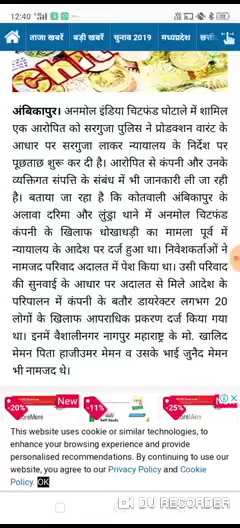 12:40
ताजा खबरें बड़ी खबरें चुनाव 2019 मध्यप्रदेश
अंबिकापुर। अनमोल इंडिया चिटफंड घोटाले में शामिल
एक आरोपित को सरगुजा पुलिस ने प्रोडक्शन वारंट के
आधार पर सरगुजा लाकर न्यायालय के निर्देश पर
पूछताछ शुरू कर दी है। आरोपित से कंपनी और उनके
व्यक्तिगत संपत्ति के संबंध में भी जानकारी ली जा रही
है। बताया जा रहा है कि कोतवाली अंबिकापुर के
अलावा दरिमा और लुंड्रा थाने में अनमोल चिटफंड
कंपनी के खिलाफ धोखाधड़ी का मामला पूर्व में
न्यायालय के आदेश पर दर्ज हुआ था। निवेशकर्ताओं ने
नामजद परिवाद अदालत में पेश किया था। उसी परिवाद
की सुनवाई के आधार पर अदालत से मिले आदेश के
परिपालन में कंपनी के बतौर डायरेक्टर लगभग 20
लोगों के खिलाफ आपराधिक प्रकरण दर्ज किया गया
था। इनमें वैशालीनगर नागपुर महाराष्ट्र के मो. खालिद
मेमन पिता हाजीउमर मेमन व उसके भाई जुनैद मेमन
भी नामजद थे।
-20% New -11% -25% New
This website uses cookie or similar technologies, to
enhance your browsing experience and provide
personalised recommendations. By continuing to use our
website, you agree to our Privacy Policy and Cookie
Policy. OK
DU RECORDER